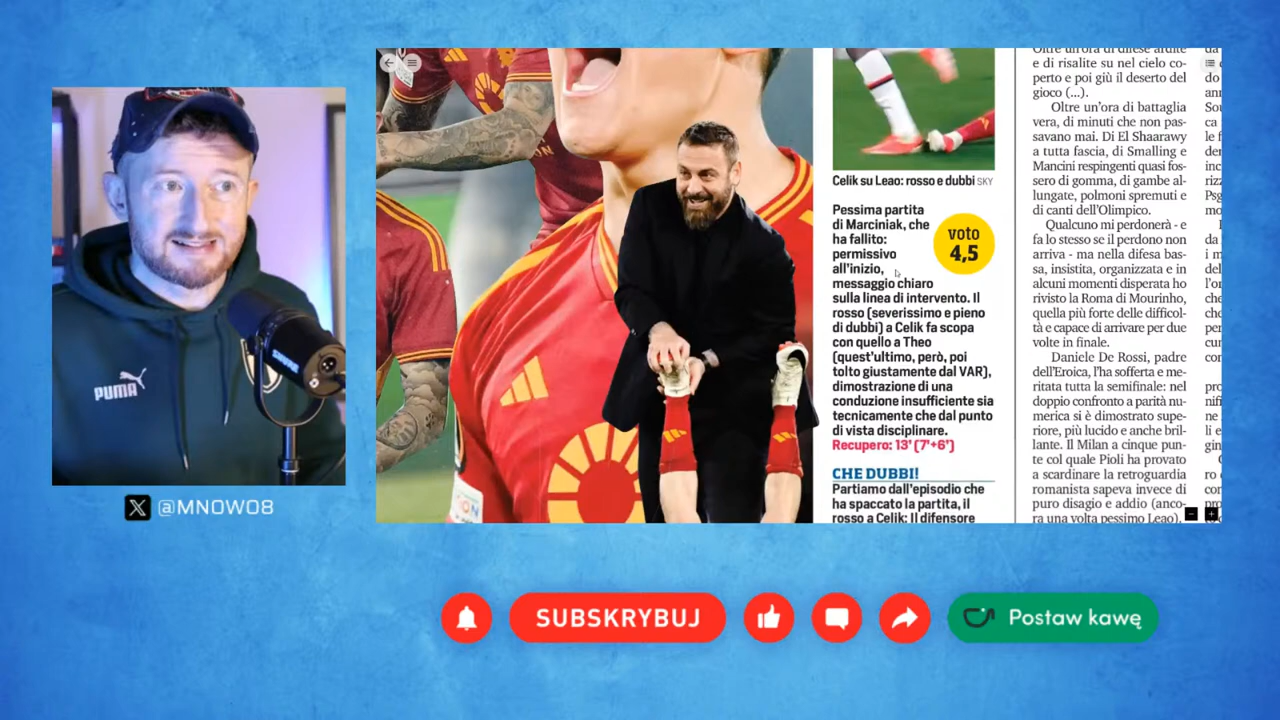 PUMA
SHURE
@MNOWO8
Celik su Leao: rosso e dubbi SKY
Pessima partita
di Marciniak, che
ha fallito:
permissivo
all'inizio,
messaggio chiaro
sulla linea di intervento. Il
rosso (severissimo e pieno
di dubbi) a Celik fa scopa
con quello a Theo
(quest'ultimo, però, poi
tolto giustamente dal VAR),
dimostrazione di una
conduzione insufficiente sia
tecnicamente che dal punto
di vista disciplinare.
Recupero: 13' (7'+6')
voto
4,5
CHE DUBBI!
Partiamo dall'episodio che
ha spaccato la partita, il
rosso a Celik: Il difensore
Oltre un'ora di difese ardite
e di risalite su nel cielo co-
perto e poi giù il deserto del
gioco (...).
Oltre un'ora di battaglia
vera, di minuti che non pas-
savano mai. Di El Shaarawy
a tutta fascia, di Smalling e
Mancini respingenti quasi fos-
sero di gomma, di gambe al-
lungate, polmoni spremuti e
di canti dell'Olimpico.
Qualcuno mi perdonerà - e
fa lo stesso se il perdono non
arriva - ma nella difesa bas-
sa, insistita, organizzata e in
alcuni momenti disperata ho
rivisto la Roma di Mourinho,
quella più forte delle difficol-
tà e capace di arrivare per due
volte in finale.
Daniele De Rossi, padre
dell'Eroica, l'ha sofferta e me-
ritata tutta la semifinale: nel
doppio confronto a parità nu-
merica si è dimostrato supe-
riore, più lucido e anche bril-
lante. Il Milan a cinque pun-
te col quale Pioli ha provato
a scardinare la retroguardia
romanista sapeva invece di
puro disagio e addio (anco-
ra una volta pessimo Leao).
SUBSKRYBUJ
Postaw kawę